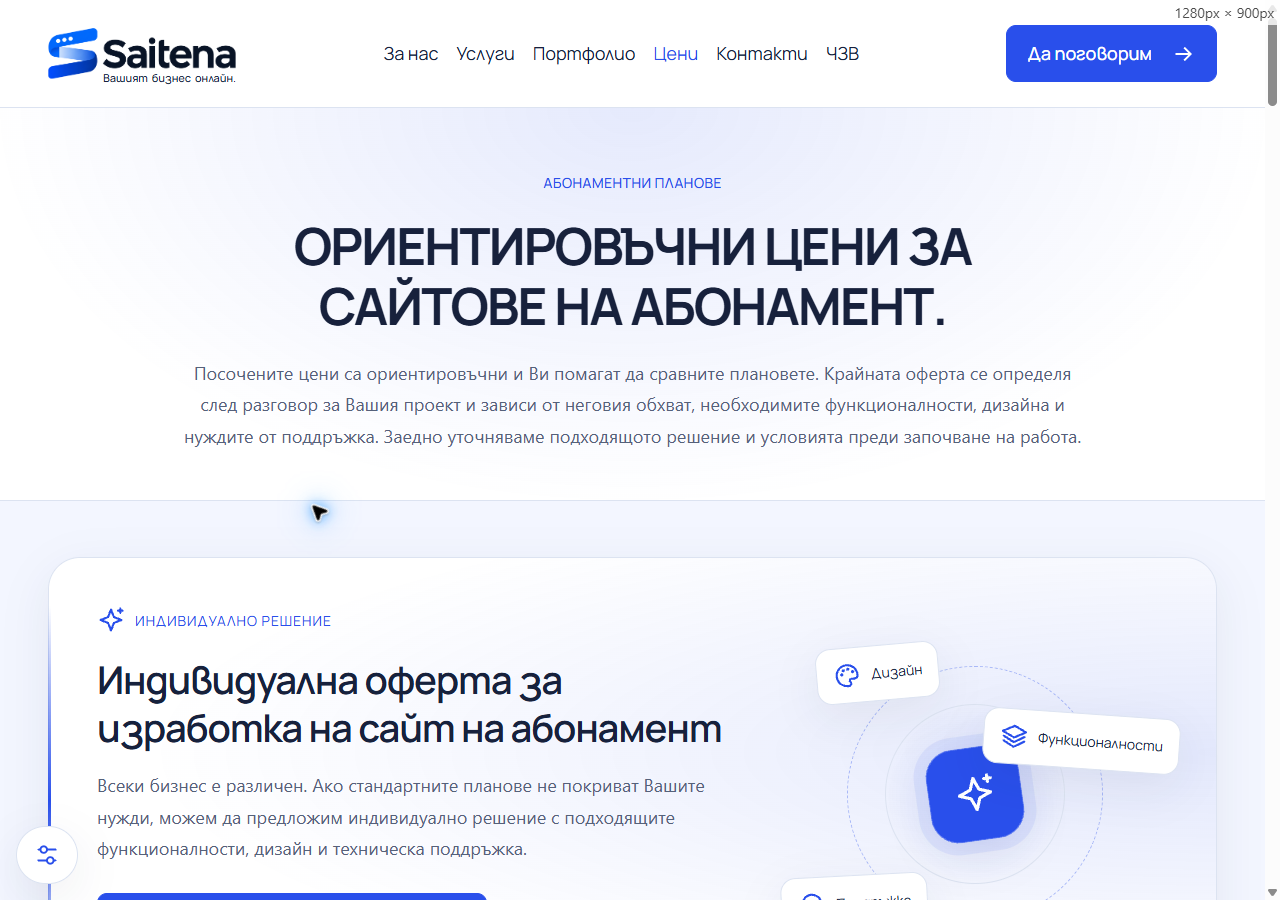 1280px × 900px
Saitena
Вашият бизнес онлайн.
За нас Услуги Портфолио Цени Контакти ЧЗВ
Да поговорим
АБОНАМЕНТНИ ПЛАНОВЕ
ОРИЕНТИРОВЪЧНИ ЦЕНИ ЗА
САЙТОВЕ НА АБОНАМЕНТ.
Посочените цени са ориентировъчни и Ви помагат да сравните плановете. Крайната оферта се определя
след разговор за Вашия проект и зависи от неговия обхват, необходимите функционалности, дизайна и
нуждите от поддръжка. Заедно уточняваме подходящото решение и условията преди започване на работа.
ИНДИВИДУАЛНО РЕШЕНИЕ
Индивидуална оферта за
изработка на сайт на абонамент
Всеки бизнес е различен. Ако стандартните планове не покриват Вашите
нужди, можем да предложим индивидуално решение с подходящите
функционалности, дизайн и техническа поддръжка.
Дизайн
Функционалности